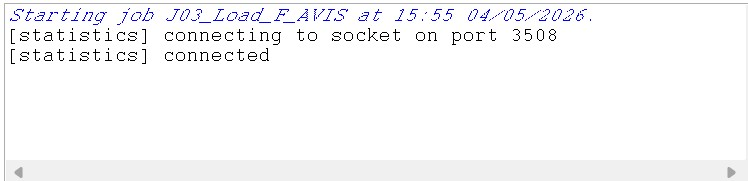 Starting job J03_Load_F_AVIS at 15:55 04/05/2026.
[statistics] connecting to socket on port 3508
[statistics] connected